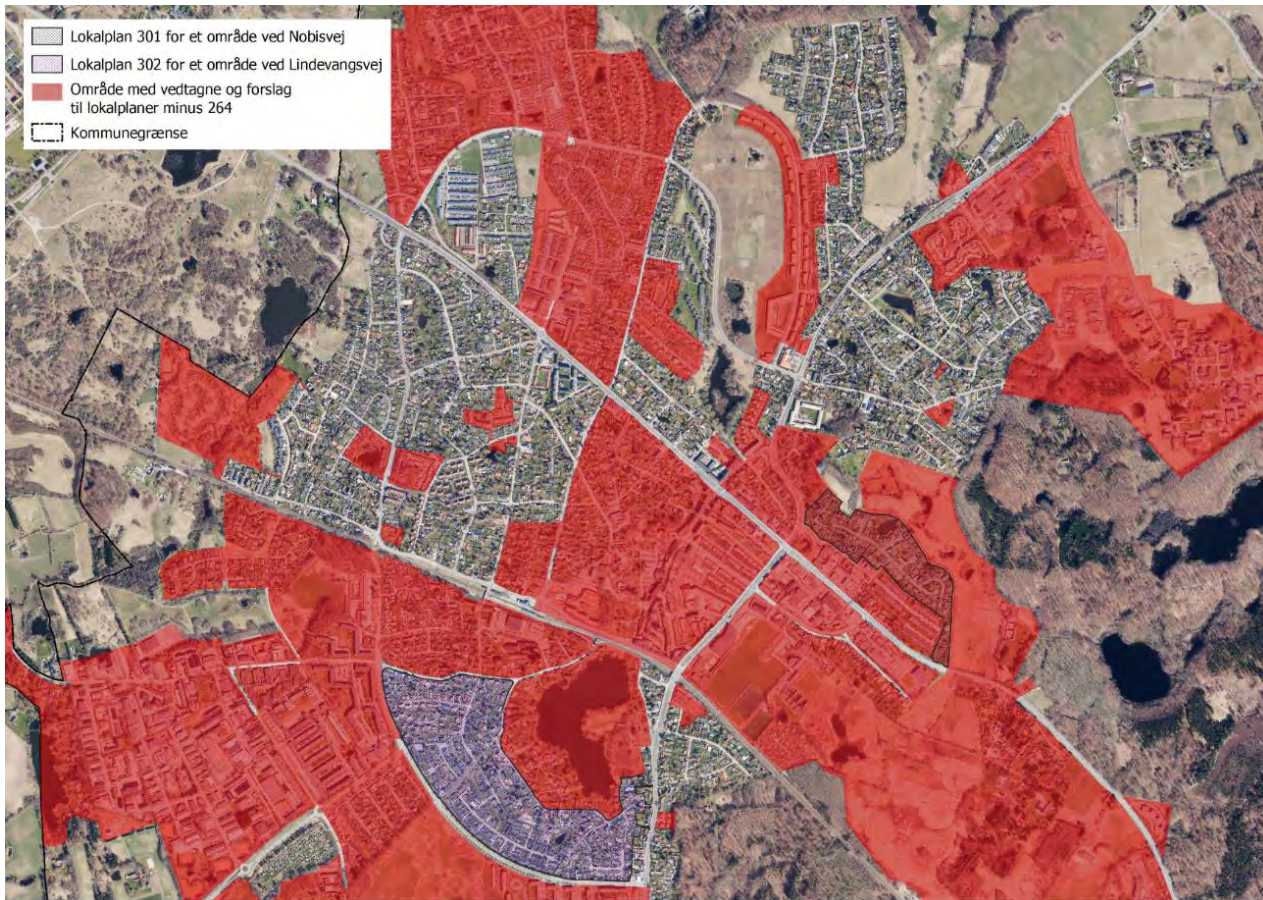 Lokalplan 301 for et område ved Nobisvej
Lokalplan 302 for et område ved Lindevangsvej
Område med vedtagne og forslag
til lokalplaner minus 264
Kommunegrænse